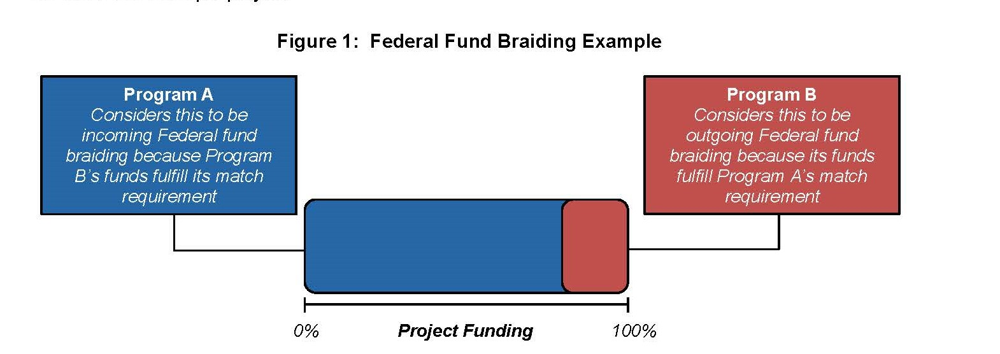 Figure 1:  Federal Fund Braiding Example
Program A
Considers this to be
incoming Federal fund
braiding because Program
B's funds fulfill its match
requirement
Program B
Considers this to be
outgoing Federal fund
braiding because its funds
fulfill Program A's match
requirement
0%
Project Funding
100%